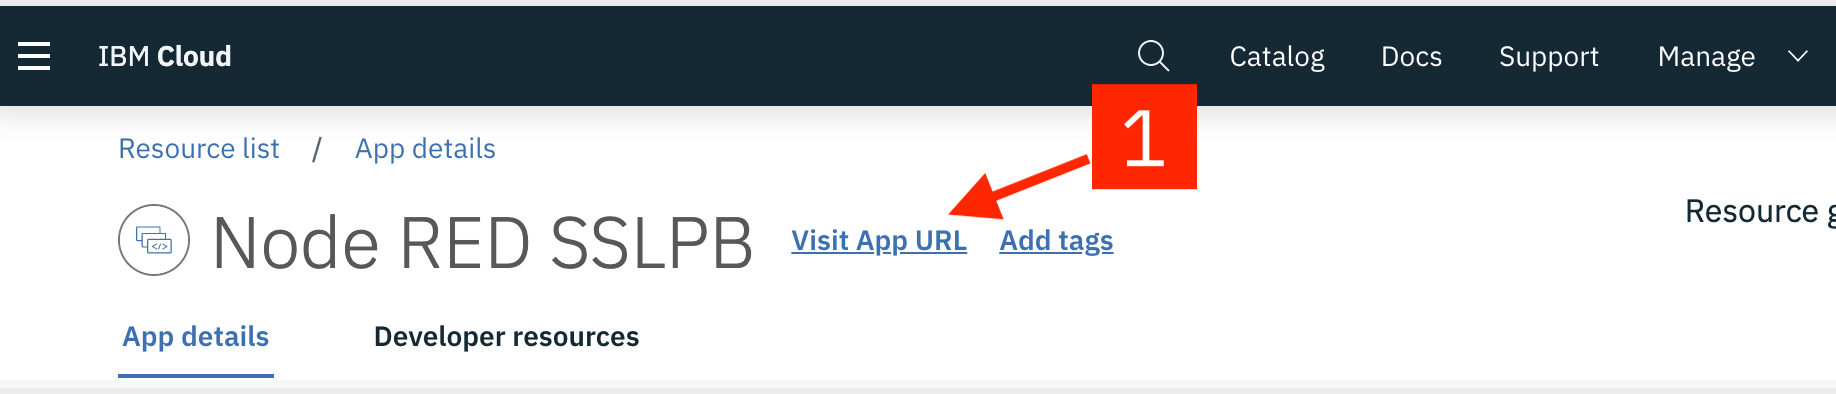 IBM Cloud Catalog Docs Support Manage
1
Resource list / App details
Resource
Node RED SSLPB Visit App URL Add tags
</>
App details Developer resources